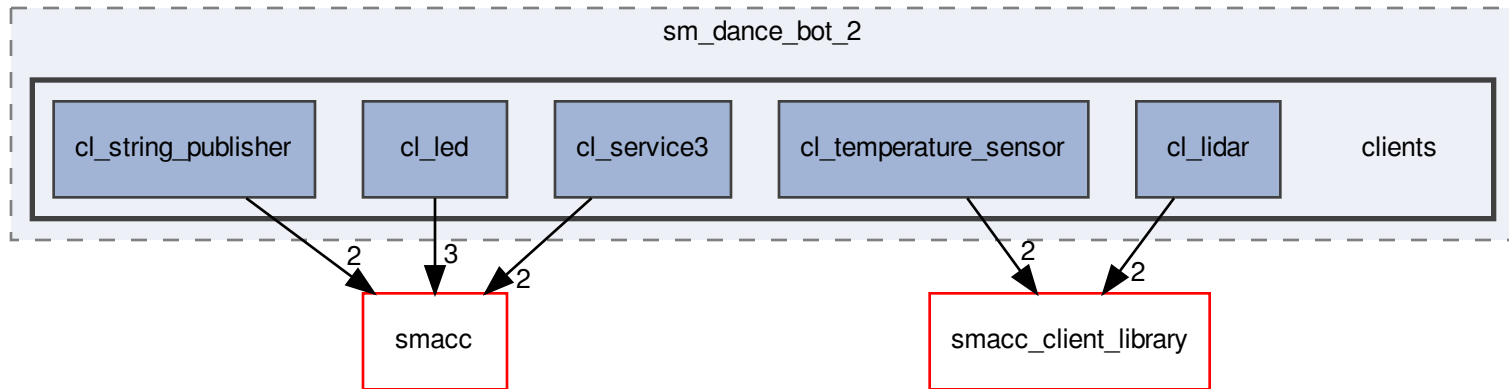 sm_dance_bot_2
cl_string_publisher
cl_led
cl_service3
cl_temperature_sensor
cl_lidar
clients
2
3
2
2
2
smacc
smacc_client_library